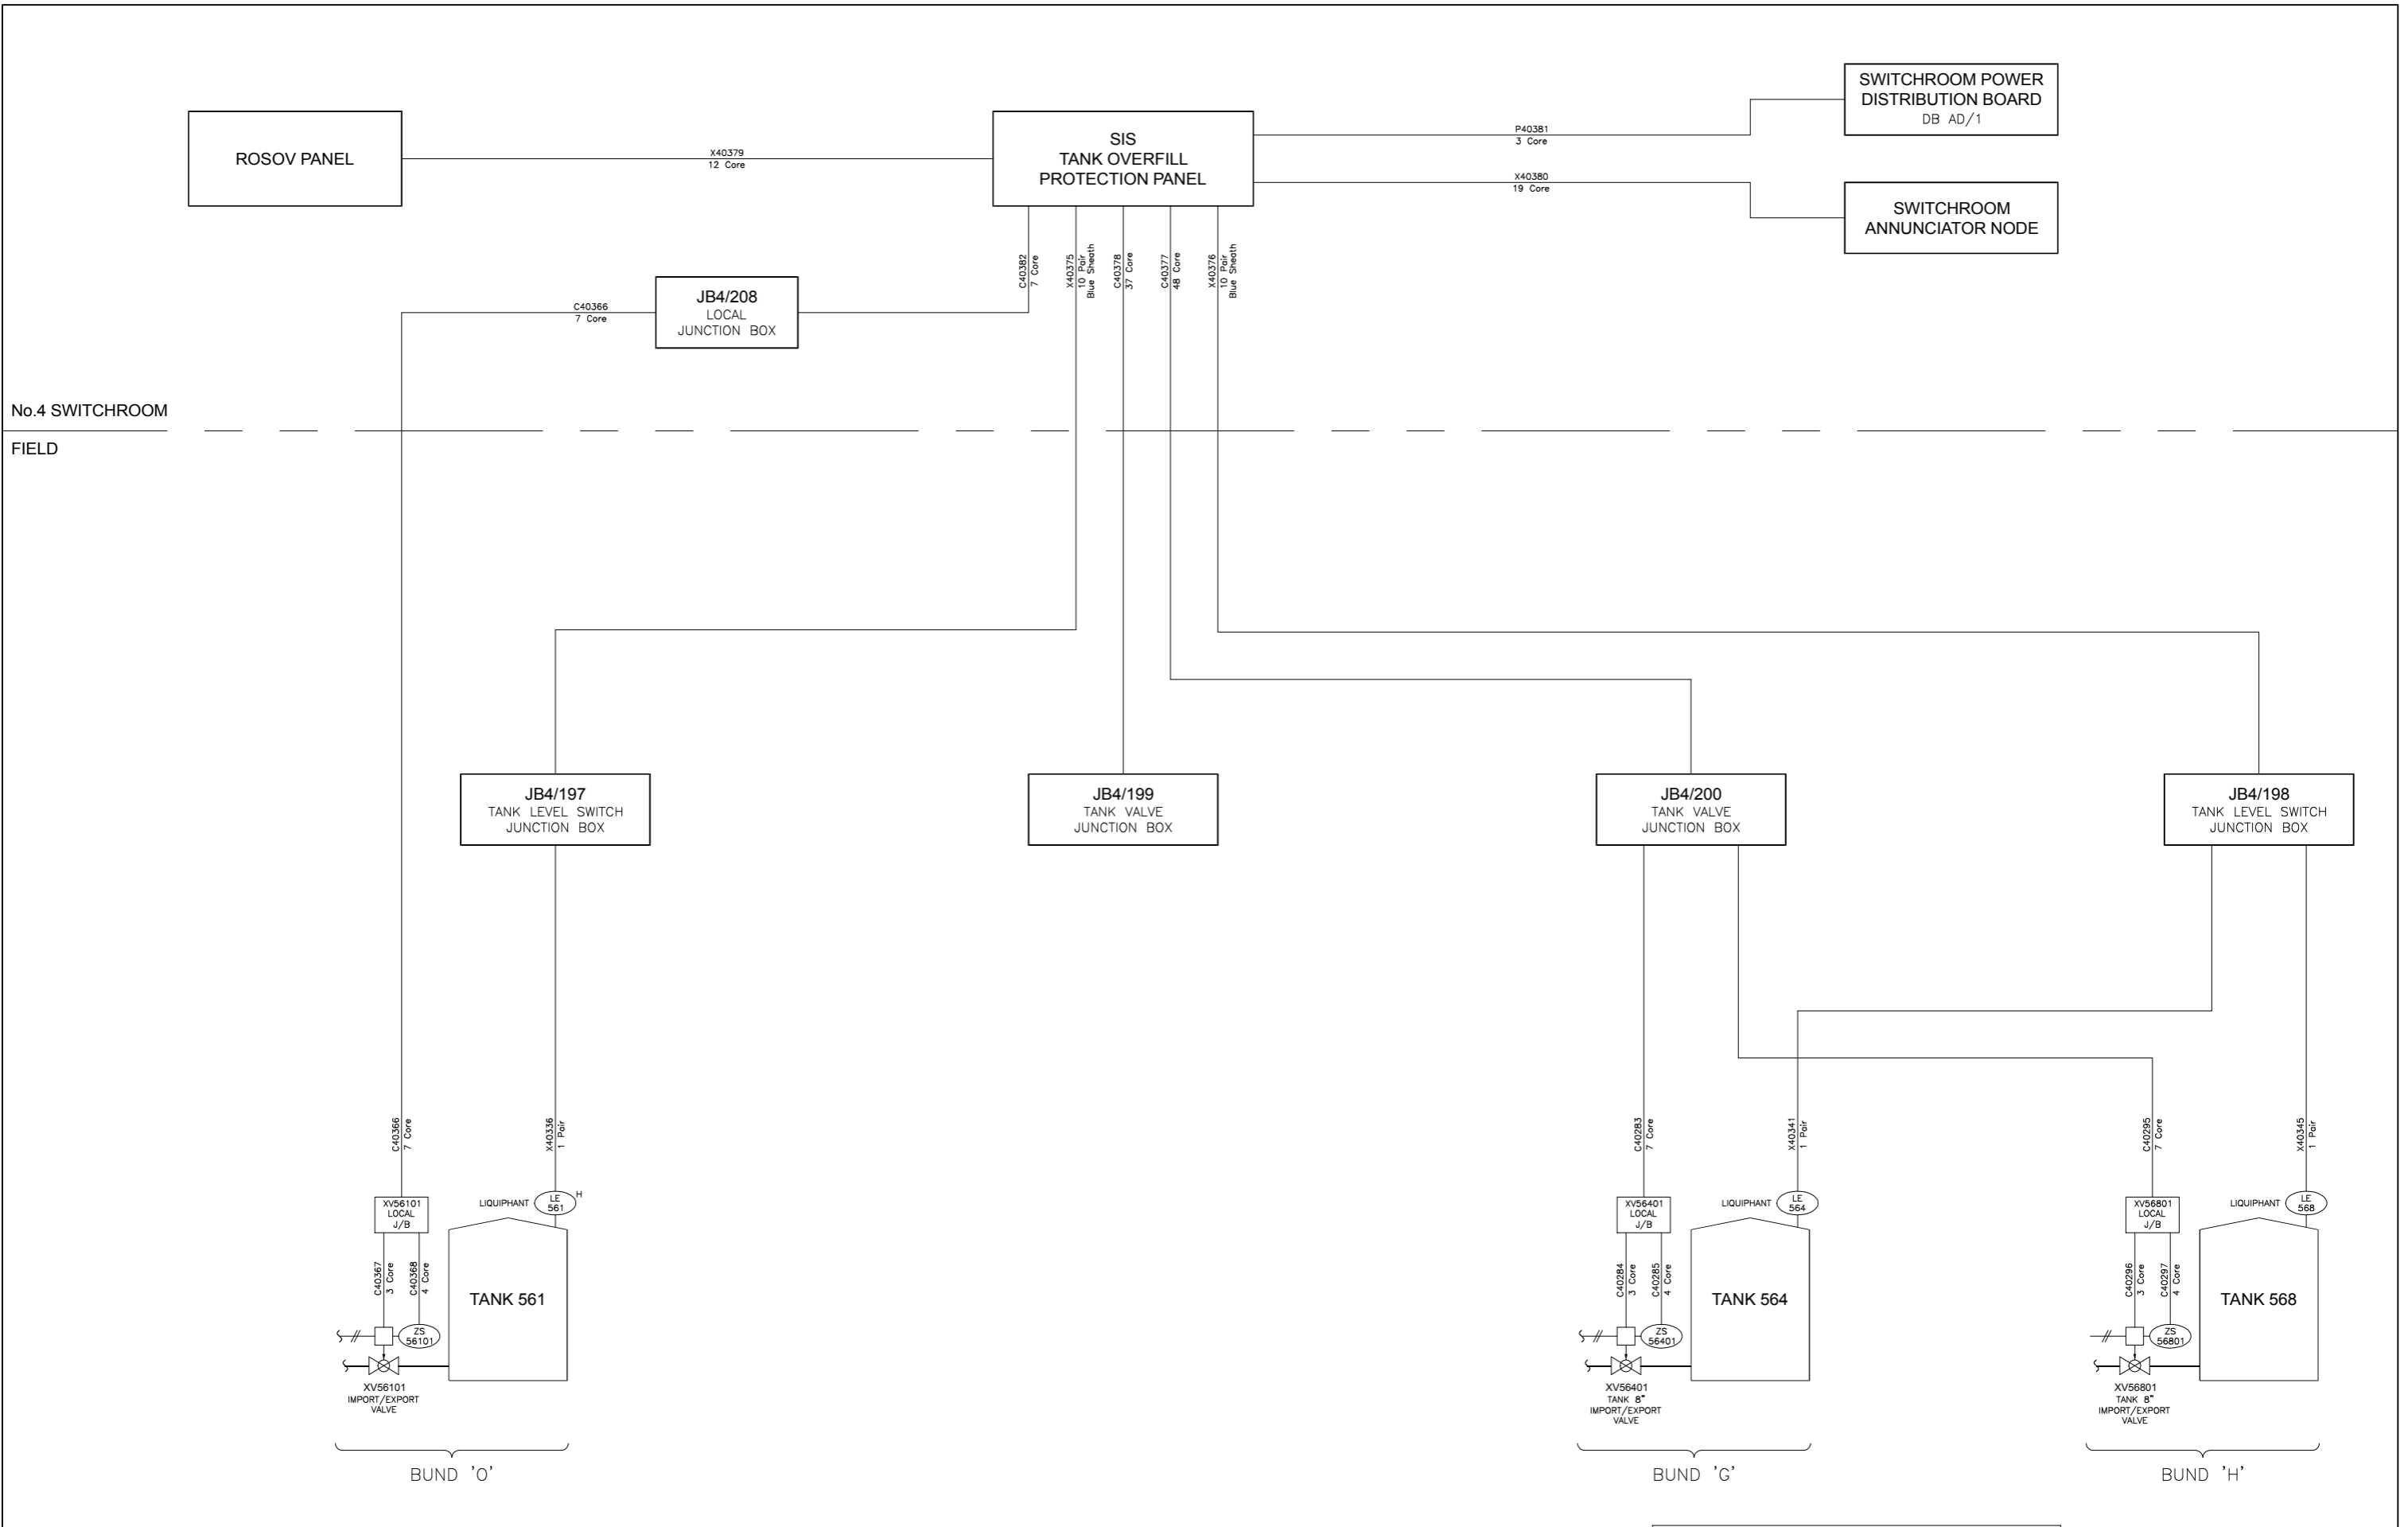 SWITCHROOM POWER
DISTRIBUTION BOARD
DB AD/1
ROSOV PANEL
X40379
12 Core
SIS
TANK OVERFILL
PROTECTION PANEL
P40381
3 Core
X40380
19 Core
SWITCHROOM
ANNUNCIATOR NODE
C40382
7 Core
X40375
10 Pair
Blue Sheath
C40378
37 Core
C40377
48 Core
X40376
10 Pair
Blue Sheath
C40366
7 Core
JB4/208
LOCAL
JUNCTION BOX
No.4 SWITCHROOM
FIELD
JB4/197
TANK LEVEL SWITCH
JUNCTION BOX
JB4/199
TANK VALVE
JUNCTION BOX
JB4/200
TANK VALVE
JUNCTION BOX
JB4/198
TANK LEVEL SWITCH
JUNCTION BOX
C40366
7 Core
X40336
1 Pair
C40283
7 Core
X40341
1 Pair
C40295
7 Core
X40345
1 Pair
XV56101
LOCAL
J/B
LIQUIPHANT
LE
561
H
C40367
3 Core
C40368
4 Core
TANK 561
ZS
56101
XV56101
IMPORT/EXPORT
VALVE
BUND 'O'
XV56401
LOCAL
J/B
LIQUIPHANT
LE
564
C40284
3 Core
C40285
4 Core
TANK 564
ZS
56401
XV56401
TANK 8"
IMPORT/EXPORT
VALVE
BUND 'G'
XV56801
LOCAL
J/B
LIQUIPHANT
LE
568
C40296
3 Core
C40297
4 Core
TANK 568
ZS
56801
XV56801
TANK 8"
IMPORT/EXPORT
VALVE
BUND 'H'